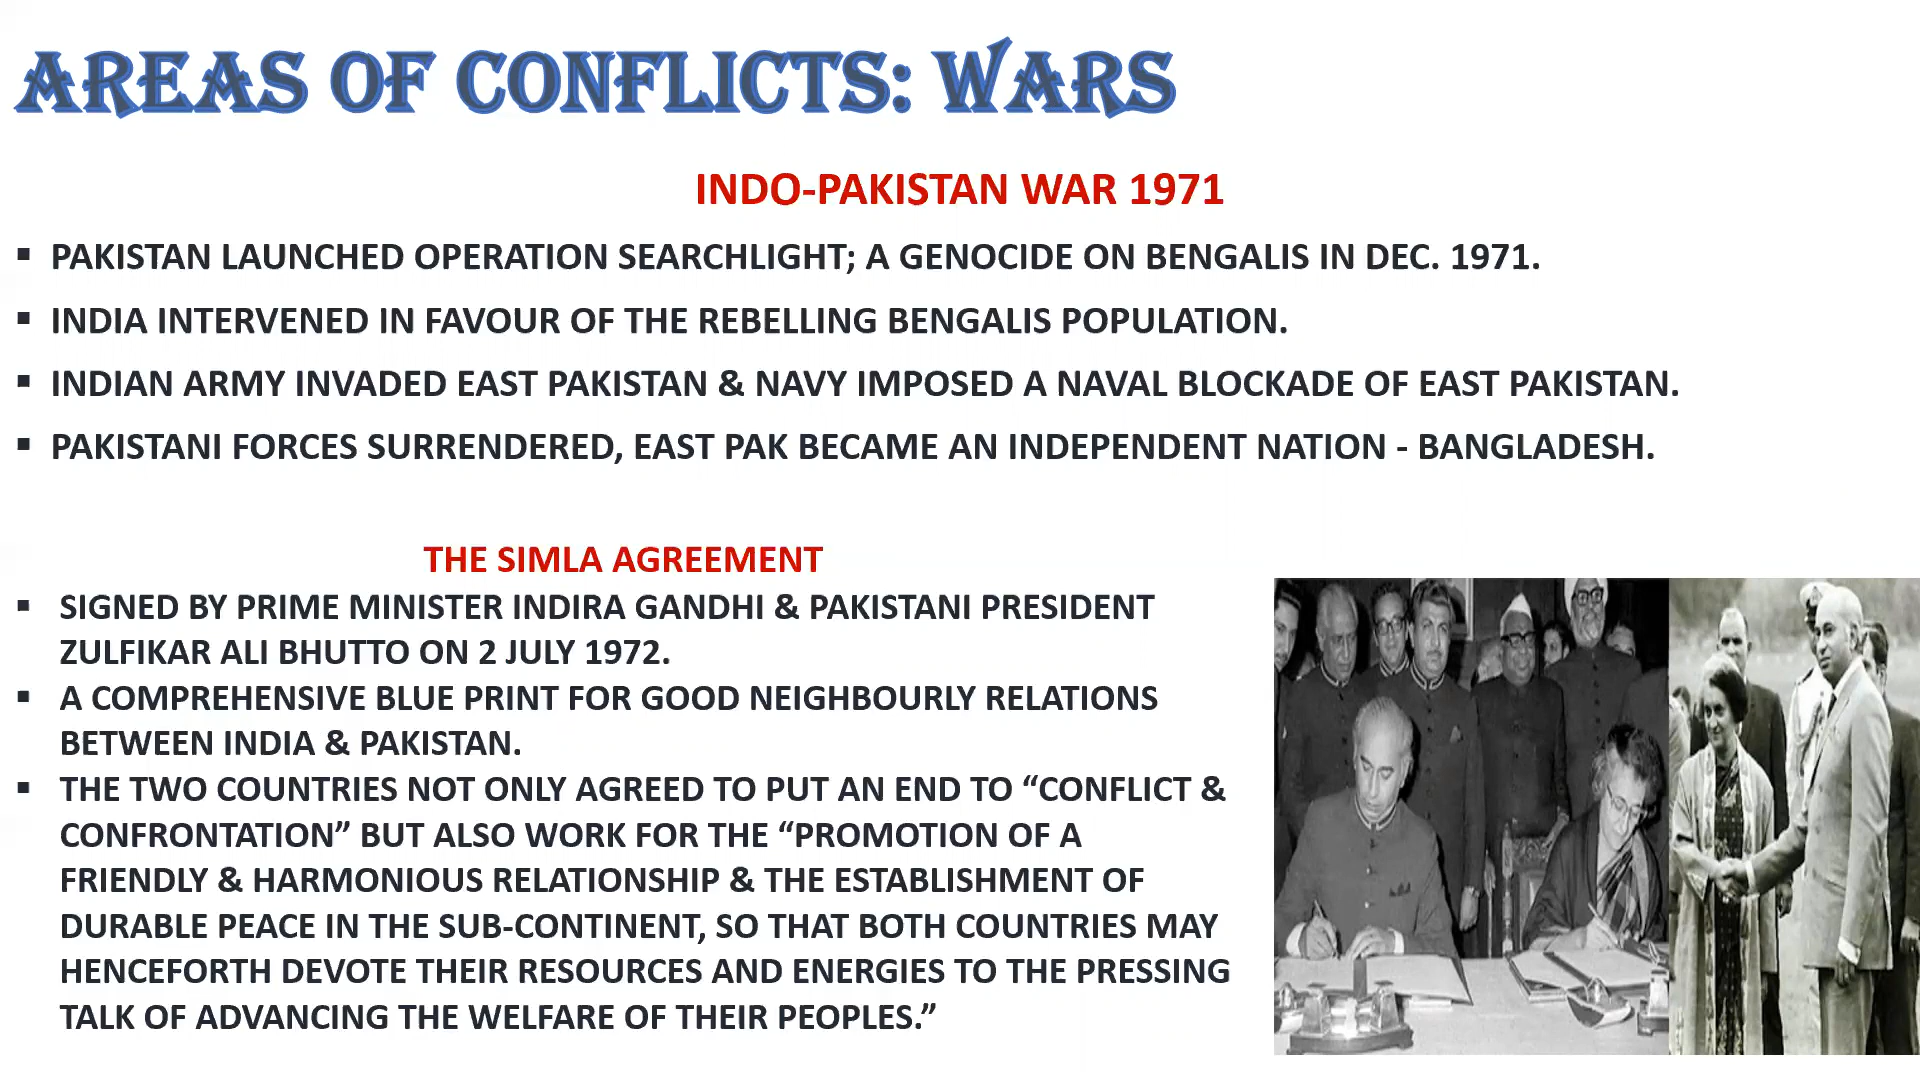 AREAS OF CONFLICTS: WARS
INDO-PAKISTAN WAR 1971
▪ PAKISTAN LAUNCHED OPERATION SEARCHLIGHT; A GENOCIDE ON BENGALIS IN DEC. 1971.
▪ INDIA INTERVENED IN FAVOUR OF THE REBELLING BENGALIS POPULATION.
▪ INDIAN ARMY INVADED EAST PAKISTAN & NAVY IMPOSED A NAVAL BLOCKADE OF EAST PAKISTAN.
▪ PAKISTANI FORCES SURRENDERED, EAST PAK BECAME AN INDEPENDENT NATION - BANGLADESH.
THE SIMLA AGREEMENT
▪ SIGNED BY PRIME MINISTER INDIRA GANDHI & PAKISTANI PRESIDENT
ZULFIKAR ALI BHUTTO ON 2 JULY 1972.
▪ A COMPREHENSIVE BLUE PRINT FOR GOOD NEIGHBOURLY RELATIONS
BETWEEN INDIA & PAKISTAN.
▪ THE TWO COUNTRIES NOT ONLY AGREED TO PUT AN END TO “CONFLICT &
CONFRONTATION” BUT ALSO WORK FOR THE “PROMOTION OF A
FRIENDLY & HARMONIOUS RELATIONSHIP & THE ESTABLISHMENT OF
DURABLE PEACE IN THE SUB-CONTINENT, SO THAT BOTH COUNTRIES MAY
HENCEFORTH DEVOTE THEIR RESOURCES AND ENERGIES TO THE PRESSING
TALK OF ADVANCING THE WELFARE OF THEIR PEOPLES.”